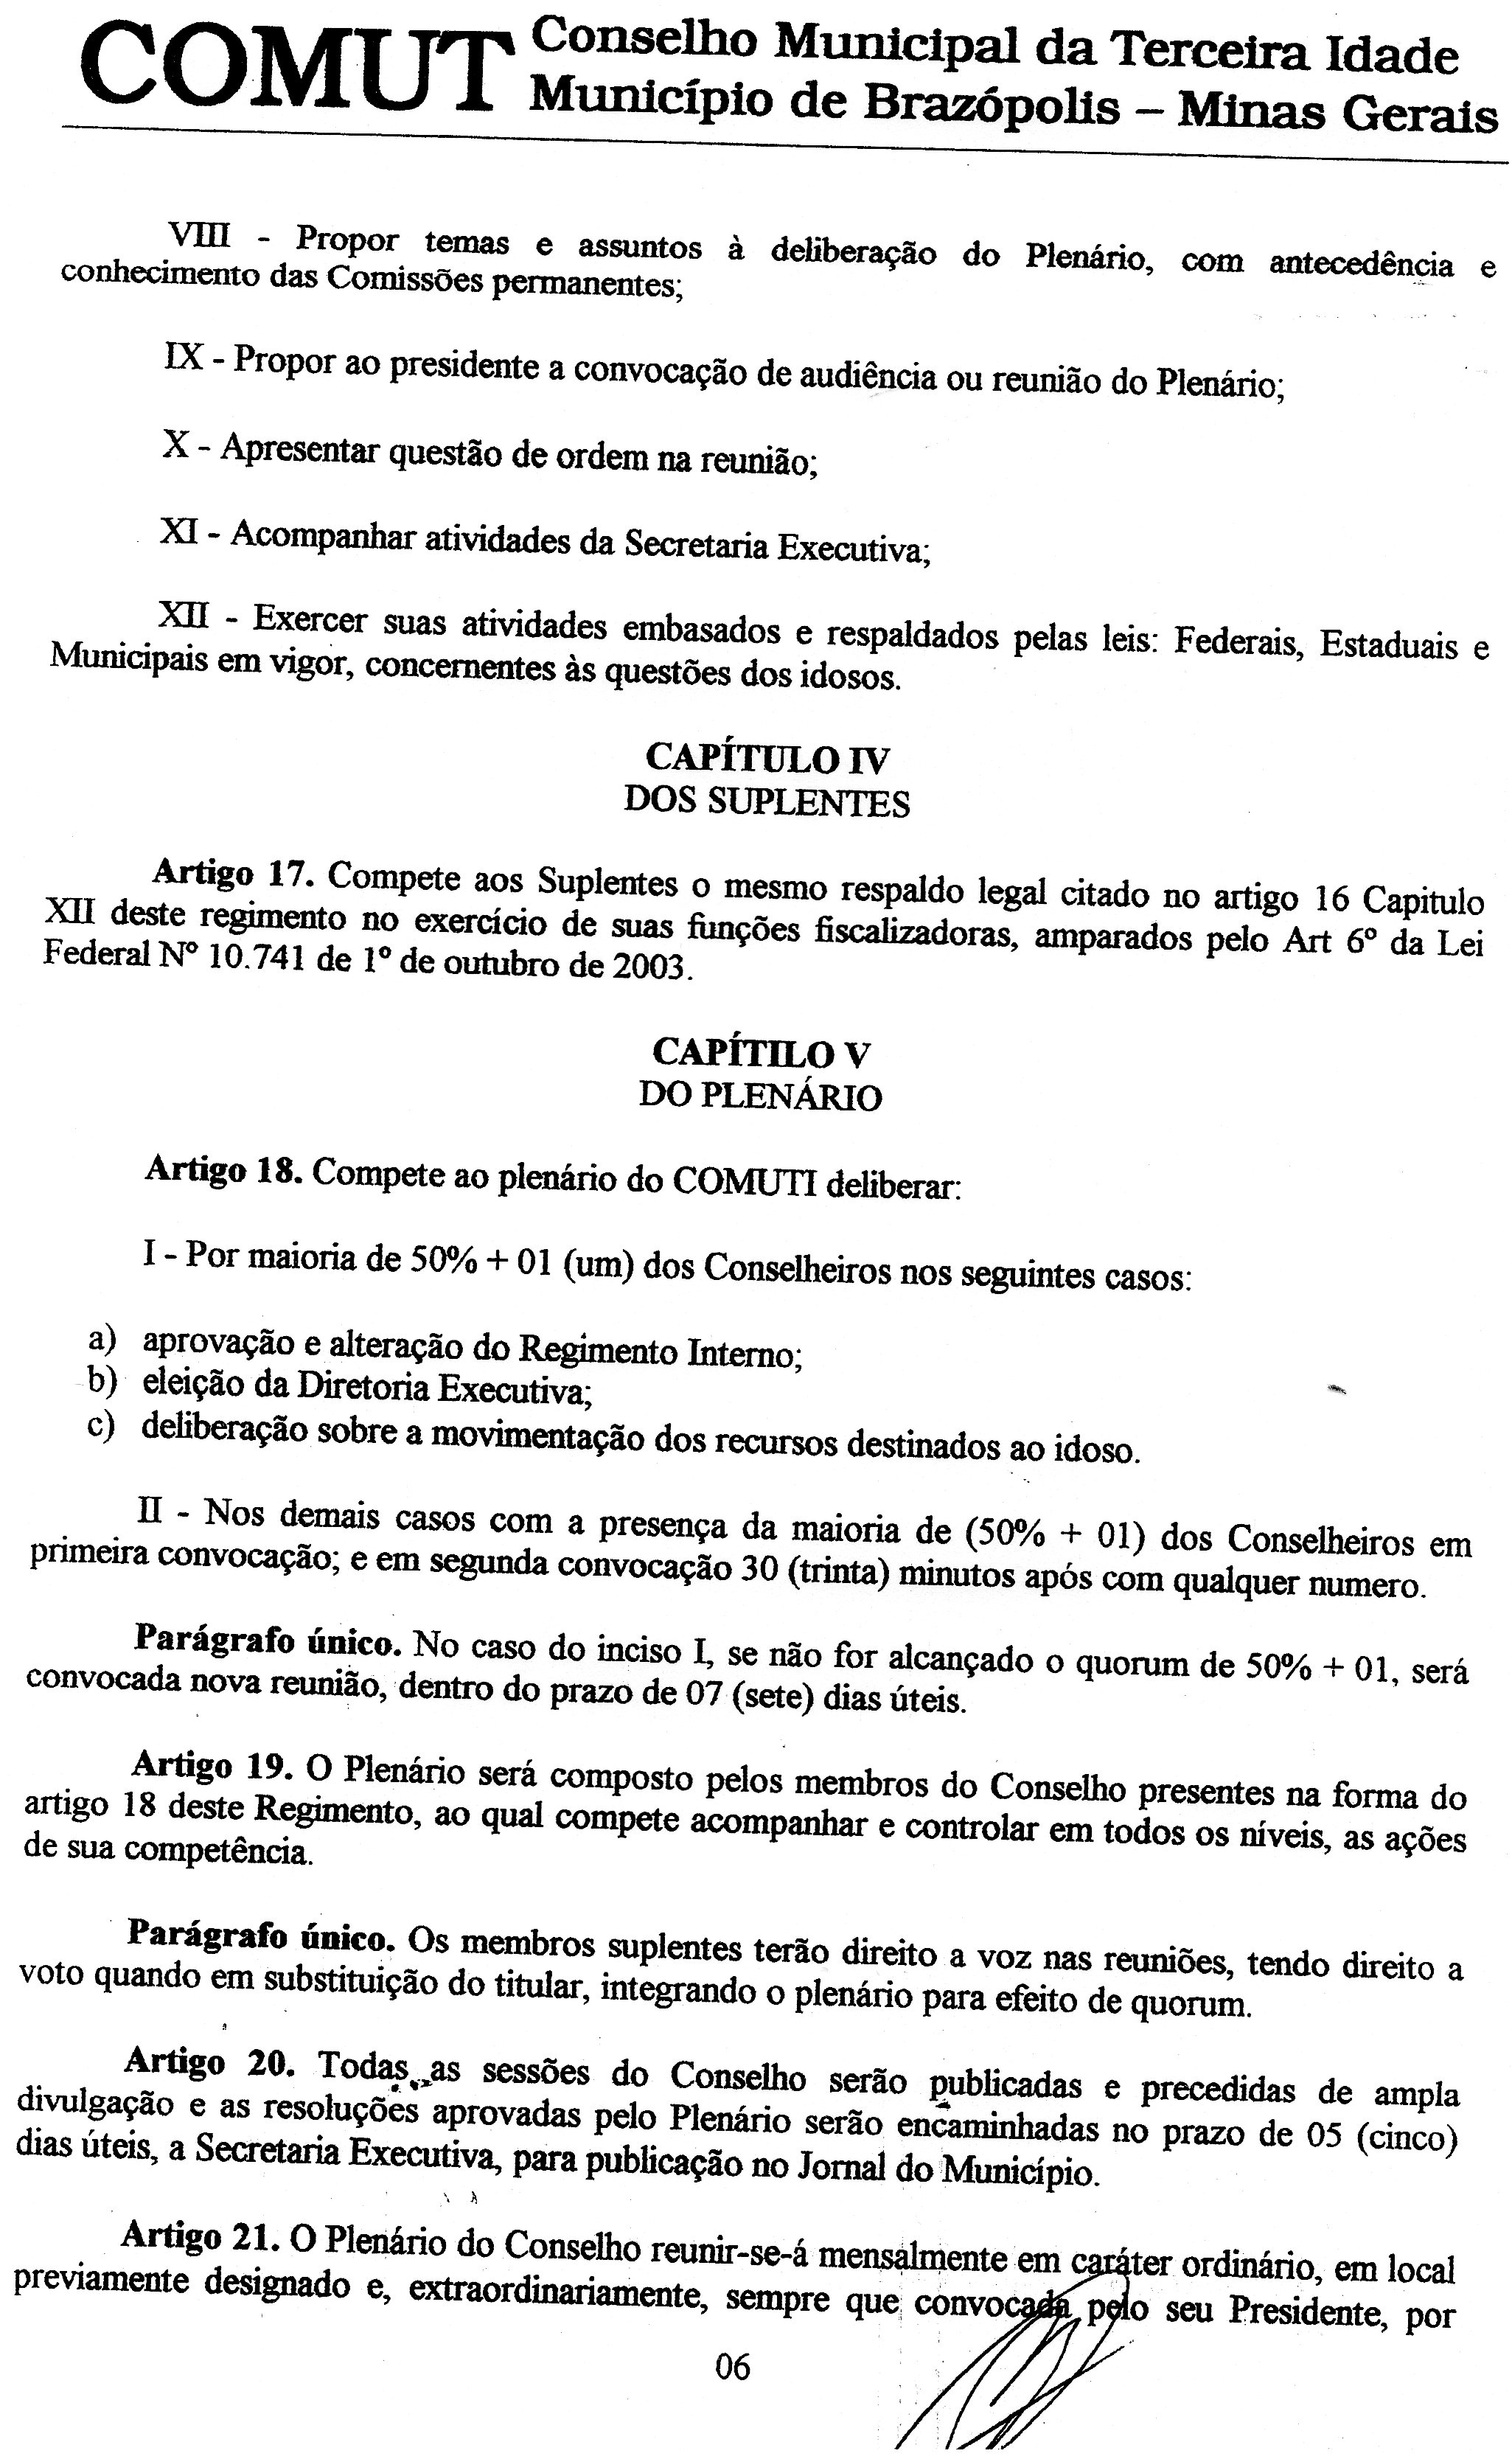 COMUT Conselho Municipal da Terceira Idade
Município de Brazópolis – Minas Gerais
VIII - Propor temas e assuntos à deliberação do Plenário, com antecedência e
conhecimento das Comissões permanentes;
IX - Propor ao presidente a convocação de audiência ou reunião do Plenário;
X - Apresentar questão de ordem na reunião;
XI - Acompanhar atividades da Secretaria Executiva;
XII - Exercer suas atividades embasados e respaldados pelas leis: Federais, Estaduais e
Municipais em vigor, concernentes às questões dos idosos.
CAPÍTULO IV
DOS SUPLENTES
Artigo 17. Compete aos Suplentes o mesmo respaldo legal citado no artigo 16 Capitulo
XII deste regimento no exercício de suas funções fiscalizadoras, amparados pelo Art 6º da Lei
Federal Nº 10.741 de 1º de outubro de 2003.
CAPÍTILO V
DO PLENÁRIO
Artigo 18. Compete ao plenário do COMUTI deliberar:
I - Por maioria de 50% + 01 (um) dos Conselheiros nos seguintes casos:
a) aprovação e alteração do Regimento Interno;
b) eleição da Diretoria Executiva;
c) deliberação sobre a movimentação dos recursos destinados ao idoso.
II - Nos demais casos com a presença da maioria de (50% + 01) dos Conselheiros em
primeira convocação; e em segunda convocação 30 (trinta) minutos após com qualquer numero.
Parágrafo único. No caso do inciso I, se não for alcançado o quorum de 50% + 01, será
convocada nova reunião, dentro do prazo de 07 (sete) dias úteis.
Artigo 19. O Plenário será composto pelos membros do Conselho presentes na forma do
artigo 18 deste Regimento, ao qual compete acompanhar e controlar em todos os níveis, as ações
de sua competência.
Parágrafo único. Os membros suplentes terão direito a voz nas reuniões, tendo direito a
voto quando em substituição do titular, integrando o plenário para efeito de quorum.
Artigo 20. Todas as sessões do Conselho serão publicadas e precedidas de ampla
divulgação e as resoluções aprovadas pelo Plenário serão encaminhadas no prazo de 05 (cinco)
dias úteis, a Secretaria Executiva, para publicação no Jornal do Município.
Artigo 21. O Plenário do Conselho reunir-se-á mensalmente em caráter ordinário, em local
previamente designado e, extraordinariamente, sempre que convocada pelo seu Presidente, por
06